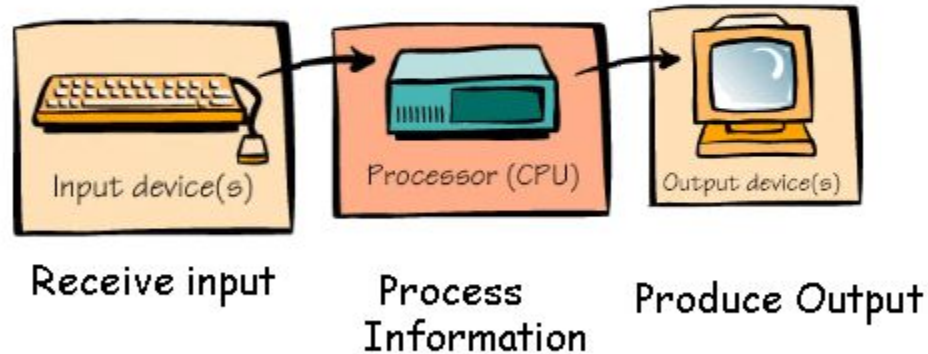 Input device(s)
Processor (CPU)
Output device(s)
Receive input
Process
Information
Produce Output